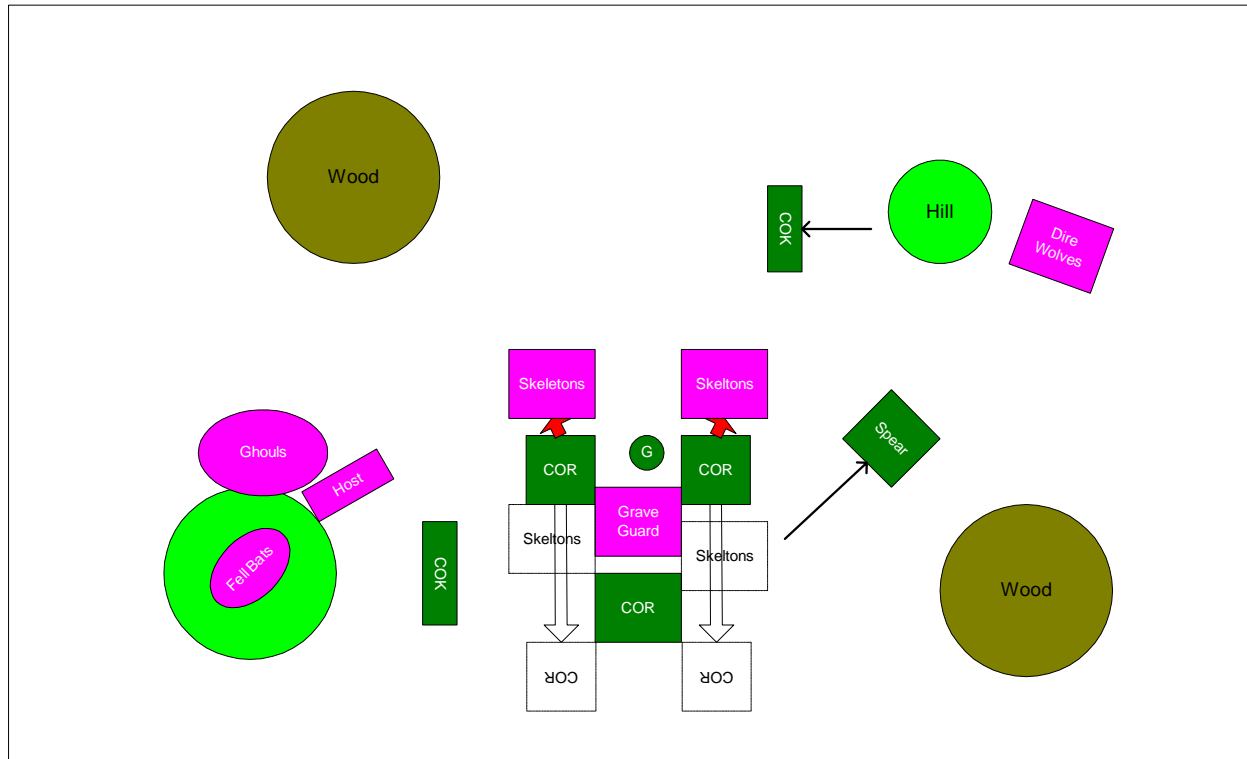 Wood
COK
Hill
Dire
Wolves
Skeletons
Skeltons
Spear
Ghouls
Host
COR
G
COR
Grave
Guard
Skeltons
Skeltons
Fell Bats
COK
COR
Wood
COR
COR